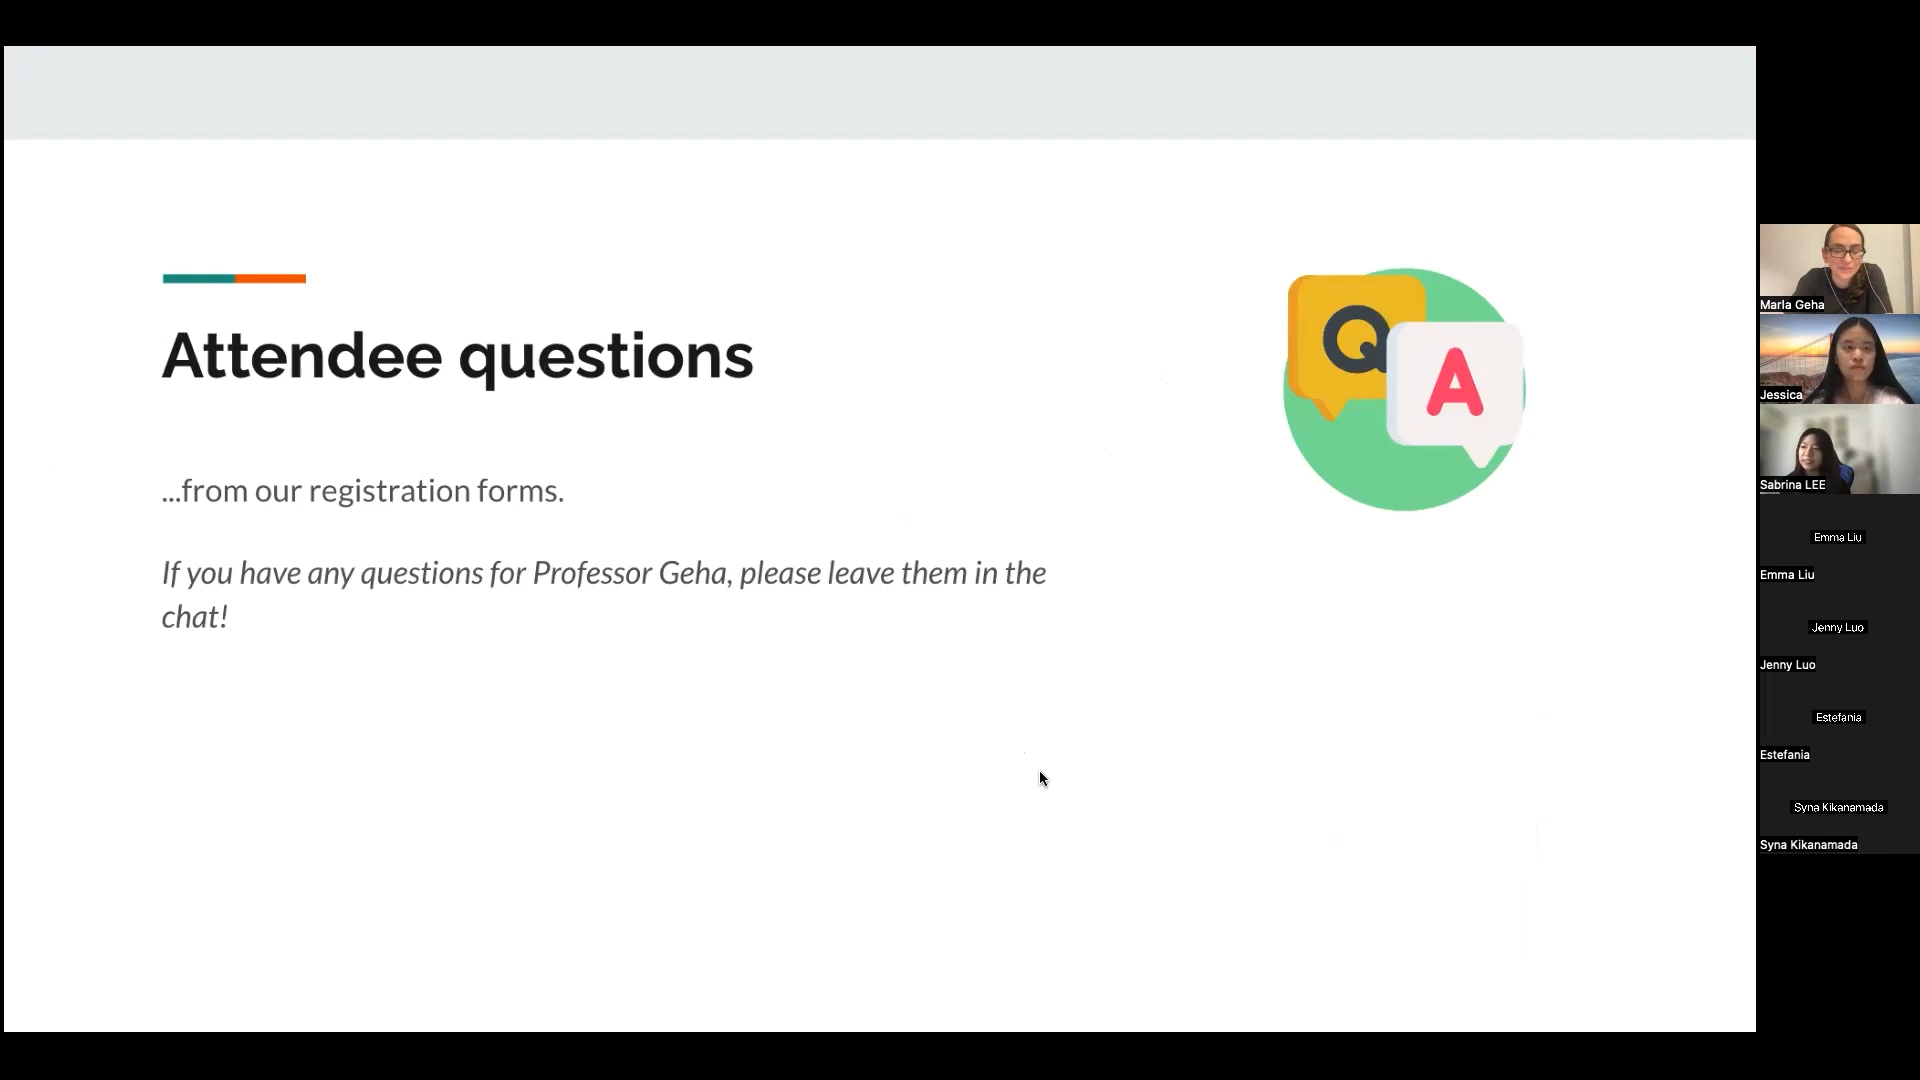 Attendee questions
...from our registration forms.
If you have any questions for Professor Geha, please leave them in the
chat!
Q
A
Marla Geha
Jessica
Sabrina LEE
Emma Liu
Emma Liu
Jenny Luo
Jenny Luo
Estefania
Estefania
Syna Kikanamada
Syna Kikanamada